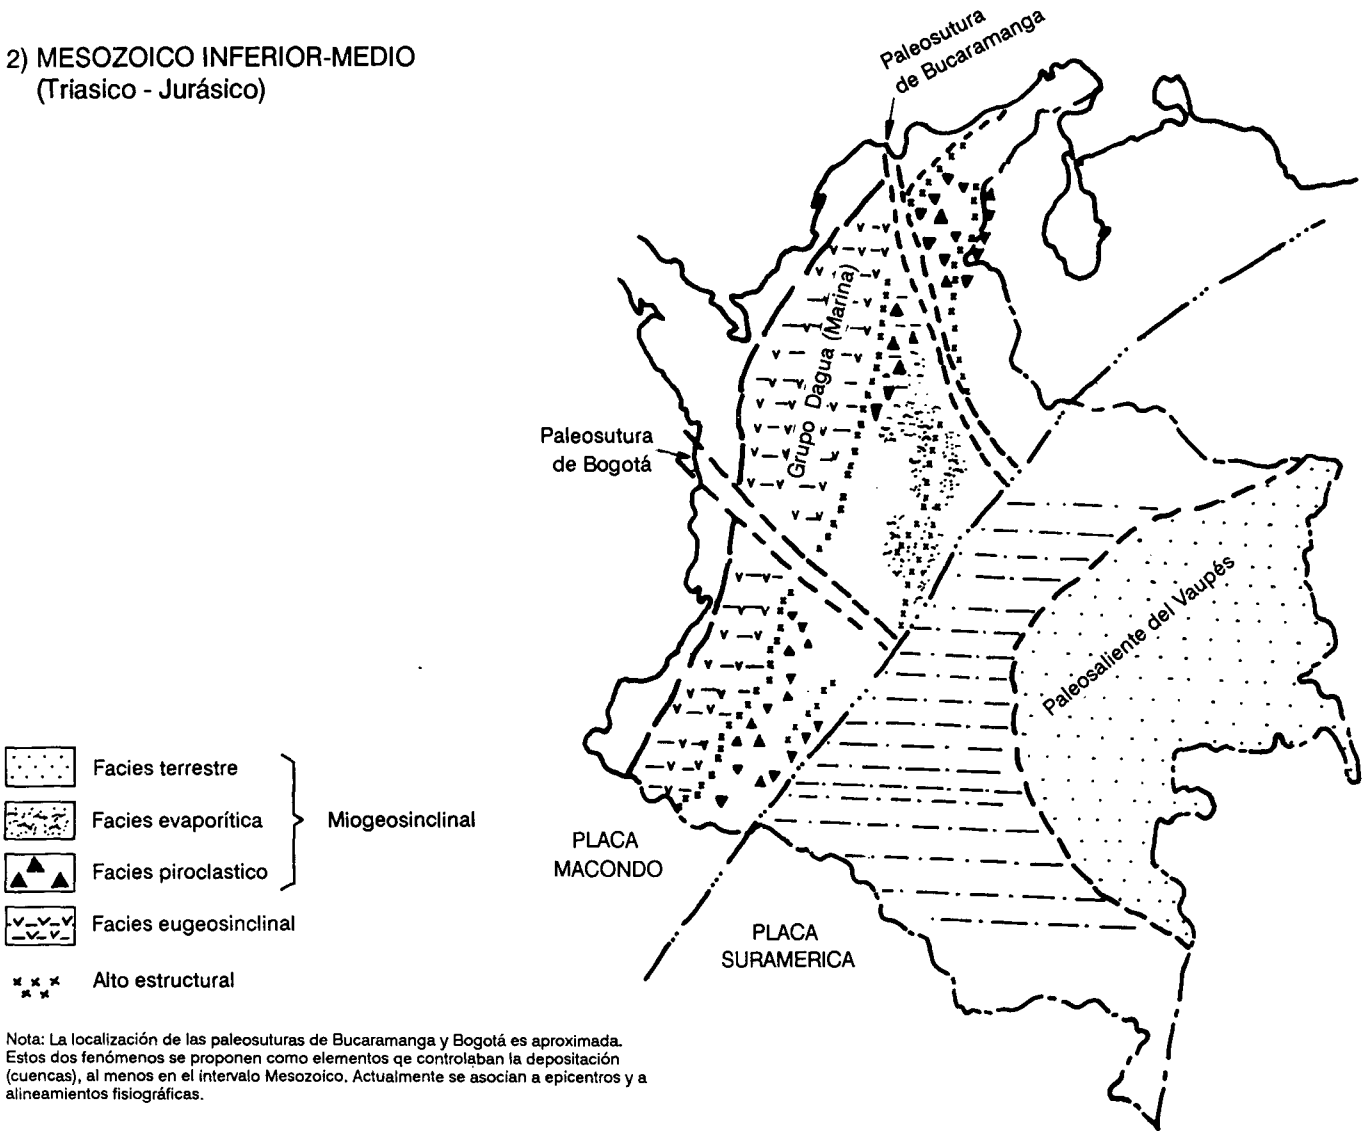 2) MESOZOICO INFERIOR-MEDIO
(Triasico - Jurásico)
Paleosutura
de Bucaramanga
Grupo Dagua (Marina)
Paleosutura
de Bogotá
Paleosaliente del Vaupés
PLACA
MACONDO
PLACA
SURAMERICA
Facies terrestre
Facies evaporítica
Facies piroclastico
Miogeosinclinal
Facies eugeosinclinal
Alto estructural
Nota: La localización de las paleosuturas de Bucaramanga y Bogotá es aproximada.
Estos dos fenómenos se proponen como elementos qe controlaban la depositación
(cuencas), al menos en el intervalo Mesozoico. Actualmente se asocian a epicentros y a
alineamientos fisiográficas.